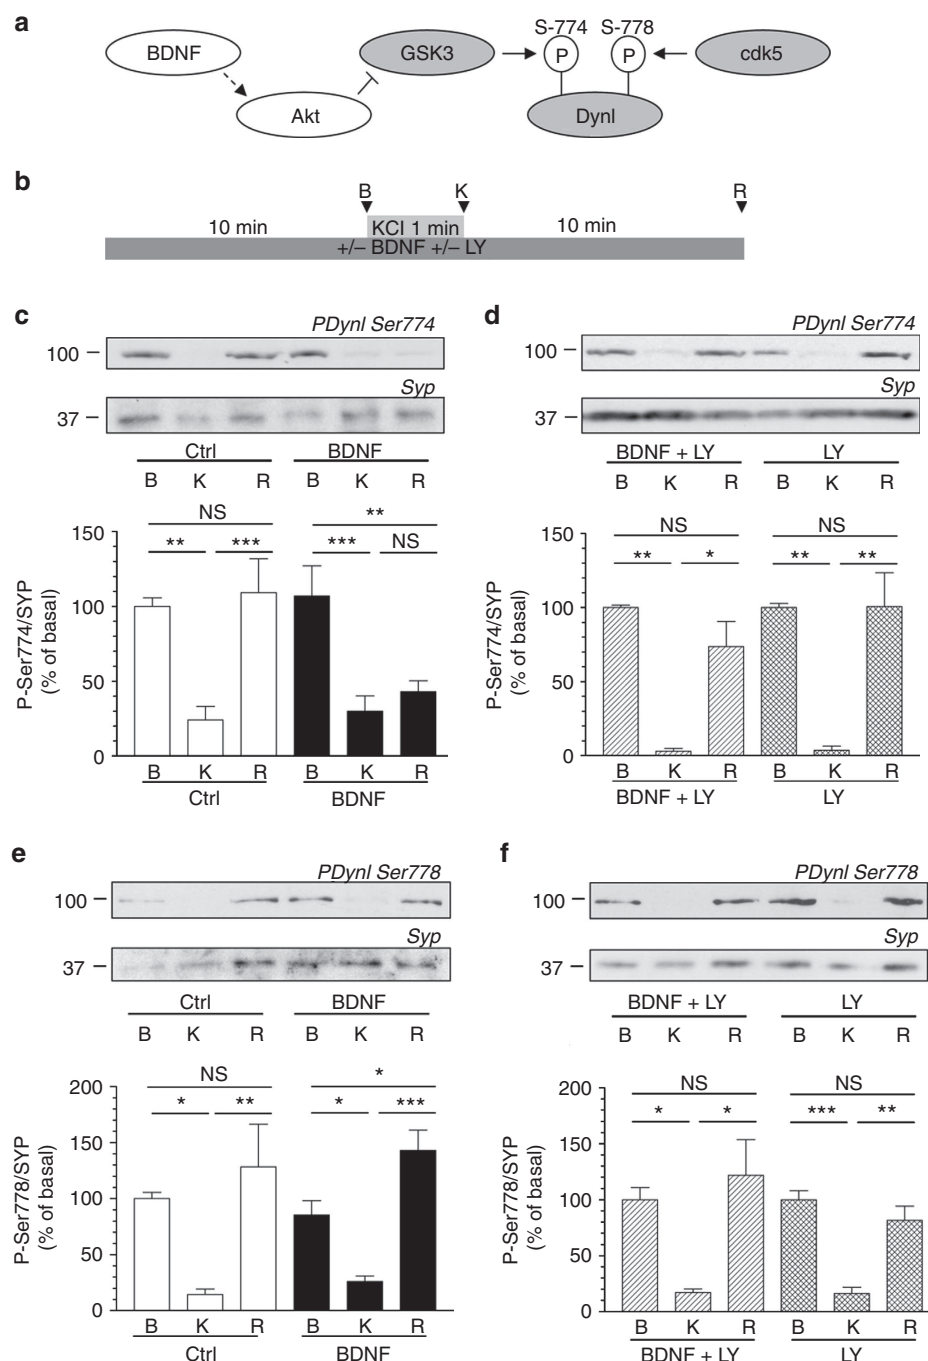 a
S-774 S-778
BDNF GSK3 P P cdk5
Akt Dynl
b
B K R
10 min KCl 1 min 10 min
+/– BDNF +/– LY
c
PDynl Ser774
100
Syp
37
Ctrl BDNF
B K R B K R
NS **
** *** *** NS
150
100
50
0
P-Ser774/SYP
(% of basal)
B K R B K R
Ctrl BDNF
d
PDynl Ser774
100
Syp
37
BDNF + LY LY
B K R B K R
NS NS
** * ** **
150
100
50
0
P-Ser774/SYP
(% of basal)
B K R B K R
BDNF + LY LY
e
PDynl Ser778
100
Syp
37
Ctrl BDNF
B K R B K R
NS *
* ** * ***
200
150
100
50
0
P-Ser778/SYP
(% of basal)
B K R B K R
Ctrl BDNF
f
PDynl Ser778
100
Syp
37
BDNF + LY LY
B K R B K R
NS NS
* * *** **
200
150
100
50
0
P-Ser778/SYP
(% of basal)
B K R B K R
BDNF + LY LY